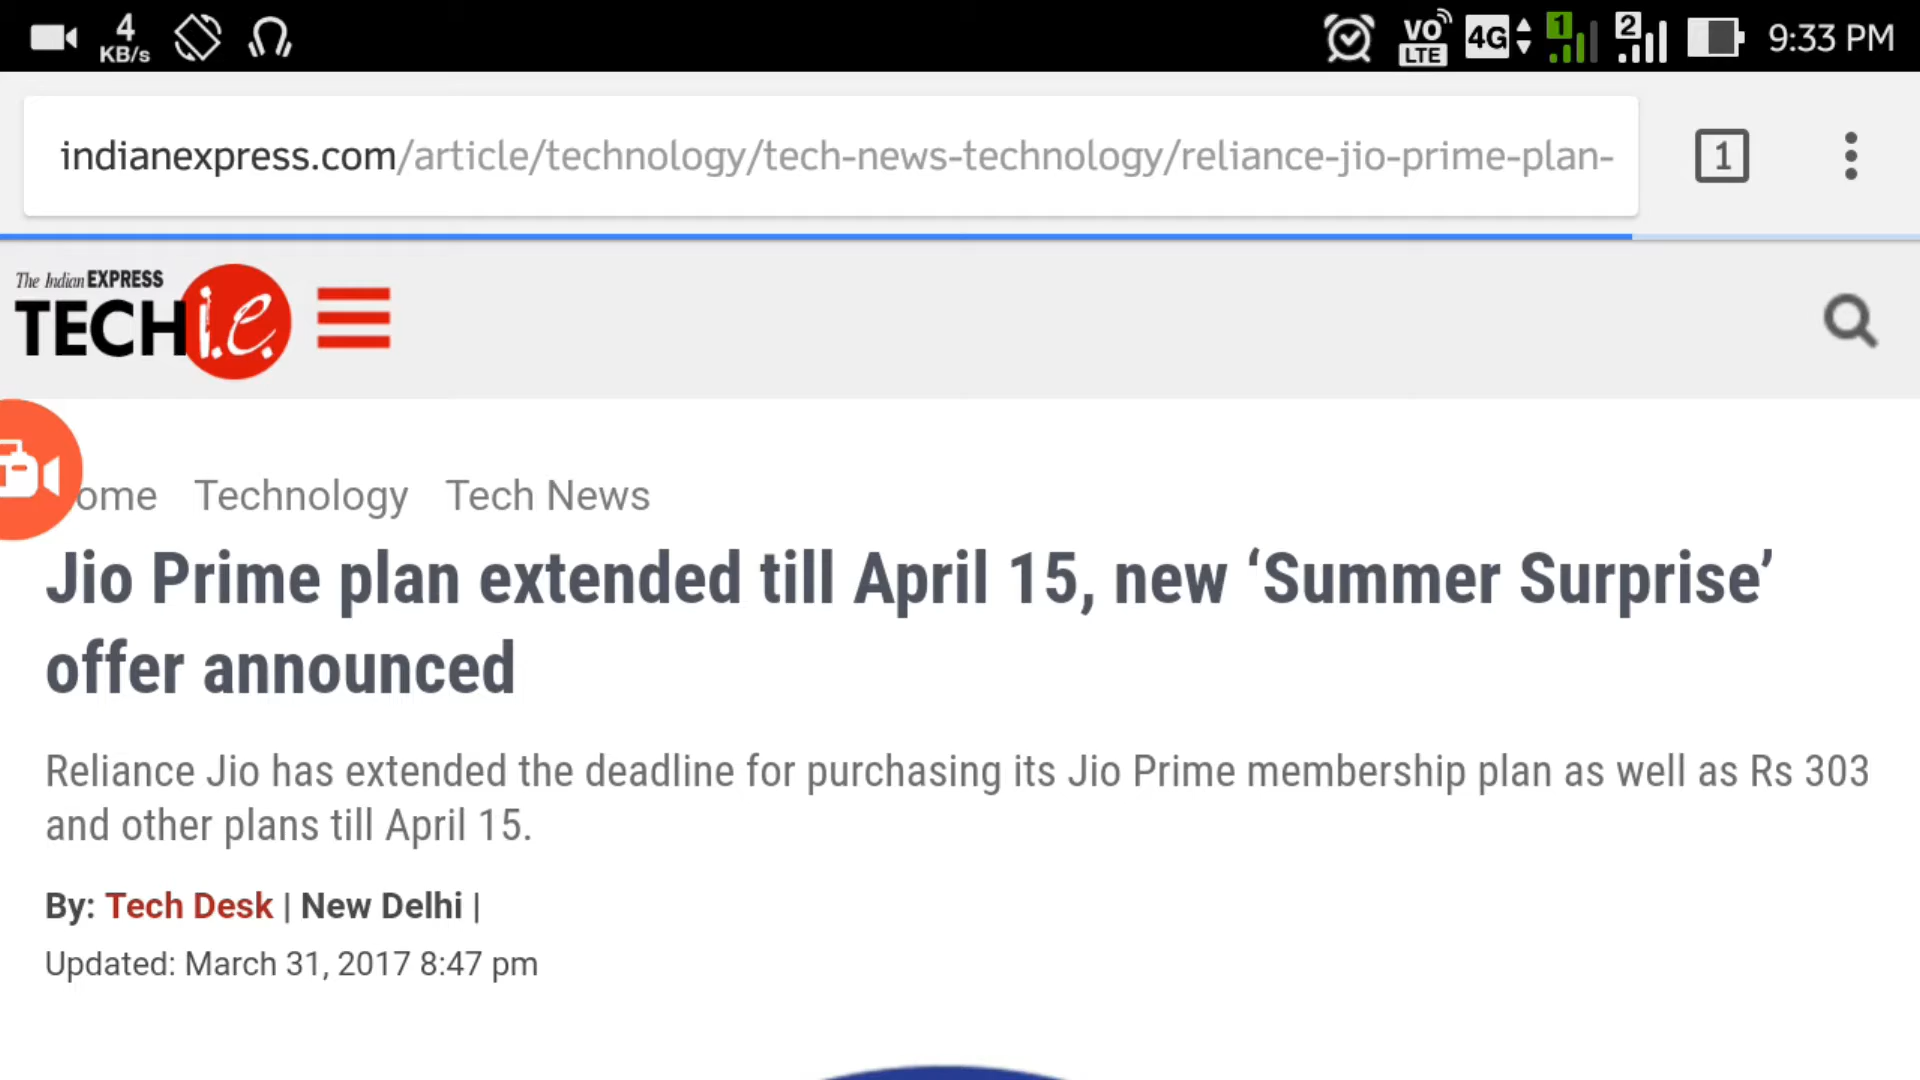 4 KB/s VO LTE 4G 1 2 9:33 PM
indianexpress.com/article/technology/tech-news-technology/reliance-jio-prime-plan-
1
The Indian EXPRESS
TECH i.e.
ome Technology Tech News
Jio Prime plan extended till April 15, new ‘Summer Surprise’
offer announced
Reliance Jio has extended the deadline for purchasing its Jio Prime membership plan as well as Rs 303
and other plans till April 15.
By: Tech Desk | New Delhi |
Updated: March 31, 2017 8:47 pm